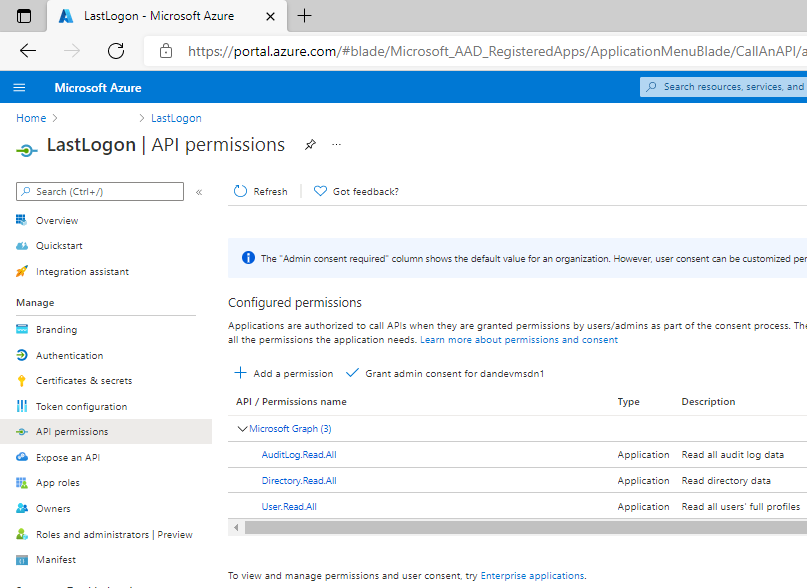 LastLogon - Microsoft Azure
https://portal.azure.com/#blade/Microsoft_AAD_RegisteredApps/ApplicationMenuBlade/CallAnAPI/a
Microsoft Azure
Search resources, services, and
Home > > LastLogon
LastLogon | API permissions
Search (Ctrl+/)
«
Refresh
Got feedback?
Overview
Quickstart
Integration assistant
Manage
Branding
Authentication
Certificates & secrets
Token configuration
API permissions
Expose an API
App roles
Owners
Roles and administrators | Preview
Manifest
The "Admin consent required" column shows the default value for an organization. However, user consent can be customized per
Configured permissions
Applications are authorized to call APIs when they are granted permissions by users/admins as part of the consent process. The
all the permissions the application needs. Learn more about permissions and consent
Add a permission
Grant admin consent for dandevmsdn1
API / Permissions name Type Description
Microsoft Graph (3)
AuditLog.Read.All Application Read all audit log data
Directory.Read.All Application Read directory data
User.Read.All Application Read all users' full profiles
To view and manage permissions and user consent, try Enterprise applications.